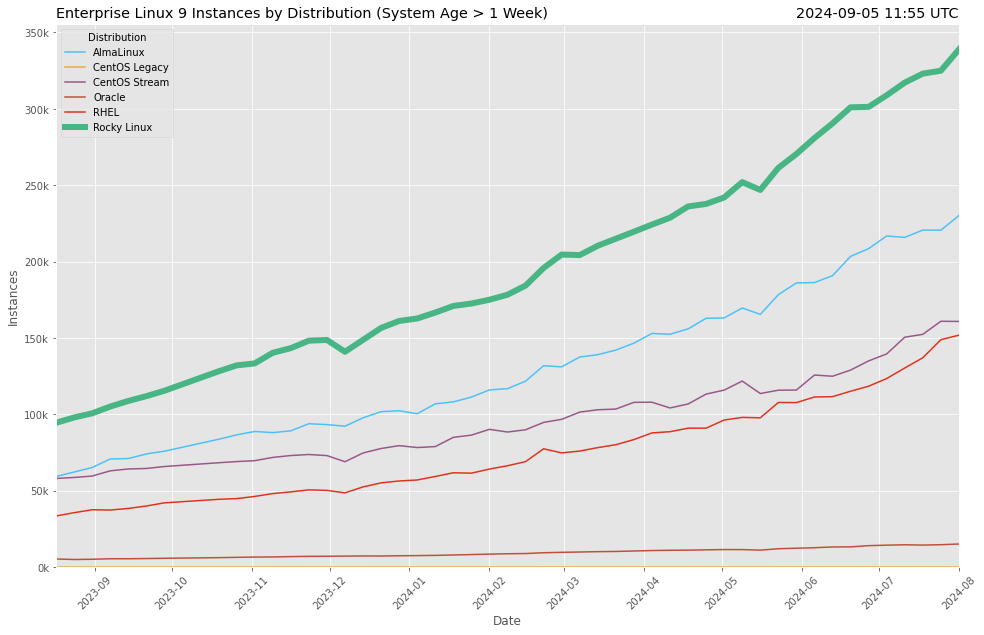 Enterprise Linux 9 Instances by Distribution (System Age > 1 Week)
2024-09-05 11:55 UTC
Distribution
AlmaLinux
CentOS Legacy
CentOS Stream
Oracle
RHEL
Rocky Linux
350k
300k
250k
200k
150k
100k
50k
0k
Instances
2023-09
2023-10
2023-11
2023-12
2024-01
2024-02
2024-03
2024-04
2024-05
2024-06
2024-07
2024-08
Date